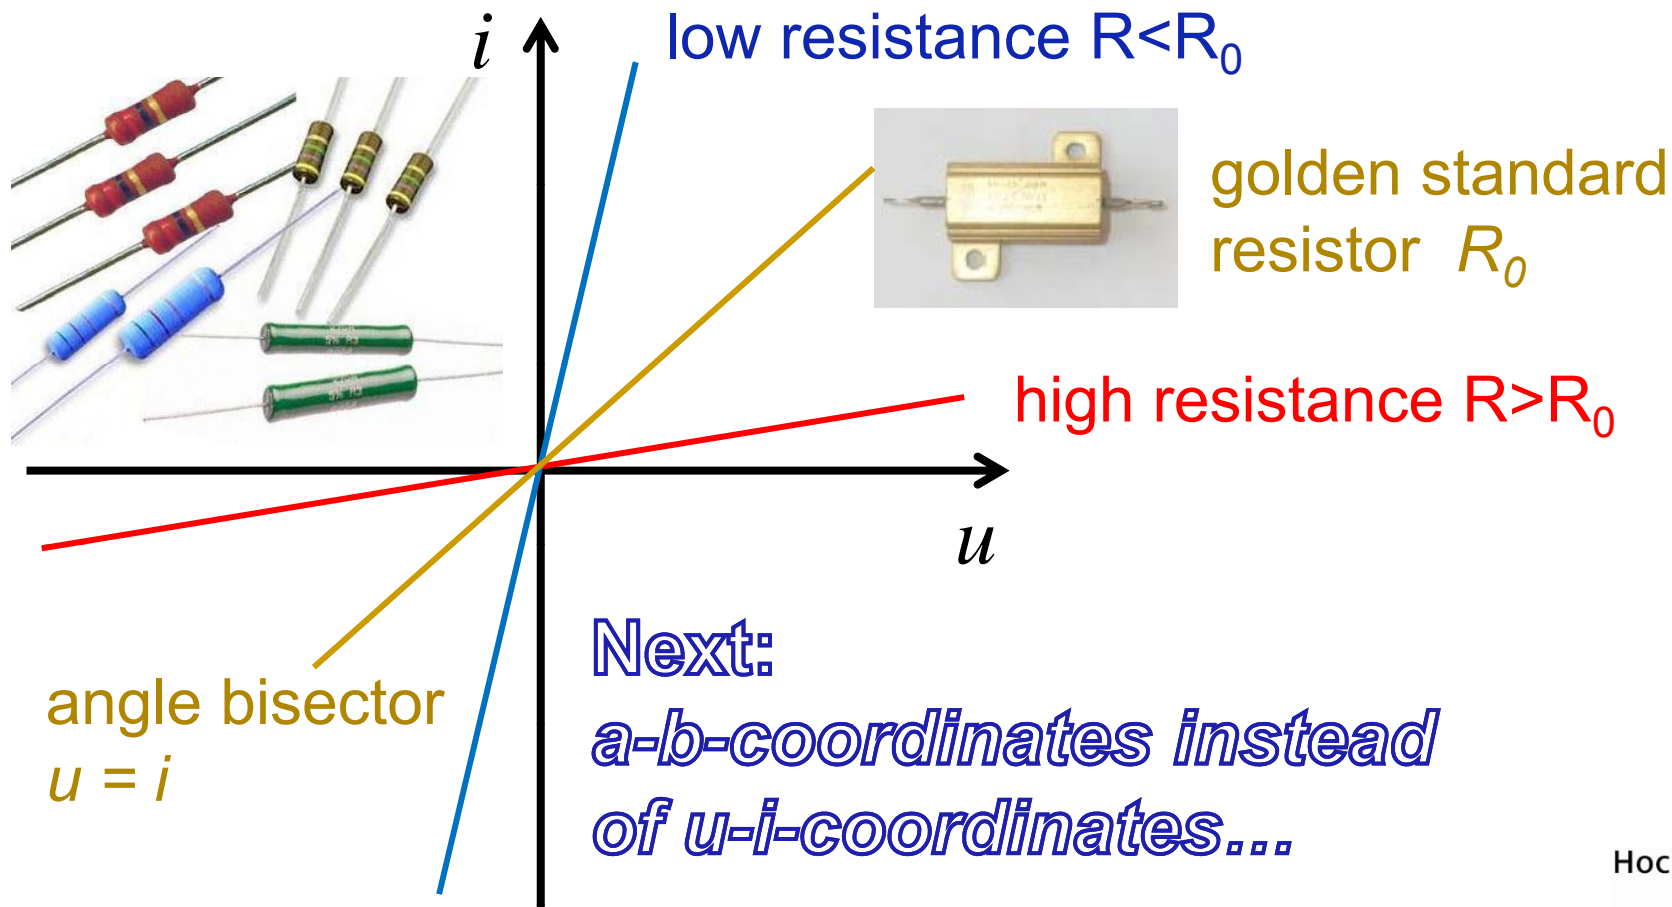 i
low resistance R<R₀
golden standard
resistor R₀
high resistance R>R₀
u
angle bisector
u = i
Next:
a-b-coordinates instead
of u-i-coordinates...
Hoc